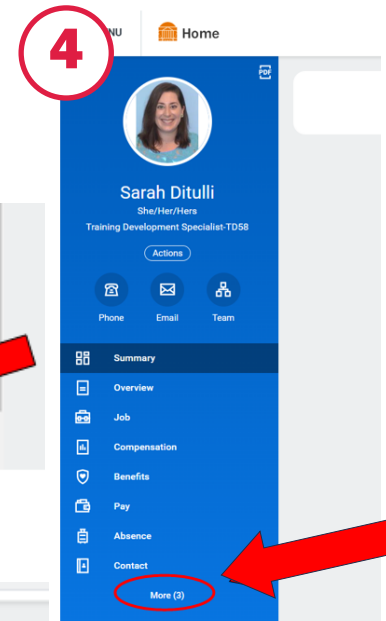 4
NU
Home
PDF
Sarah Ditulli
She/Her/Hers
Training Development Specialist-TD58
Actions
Phone Email Team
Summary
Overview
Job
Compensation
Benefits
Pay
Absence
Contact
More (3)